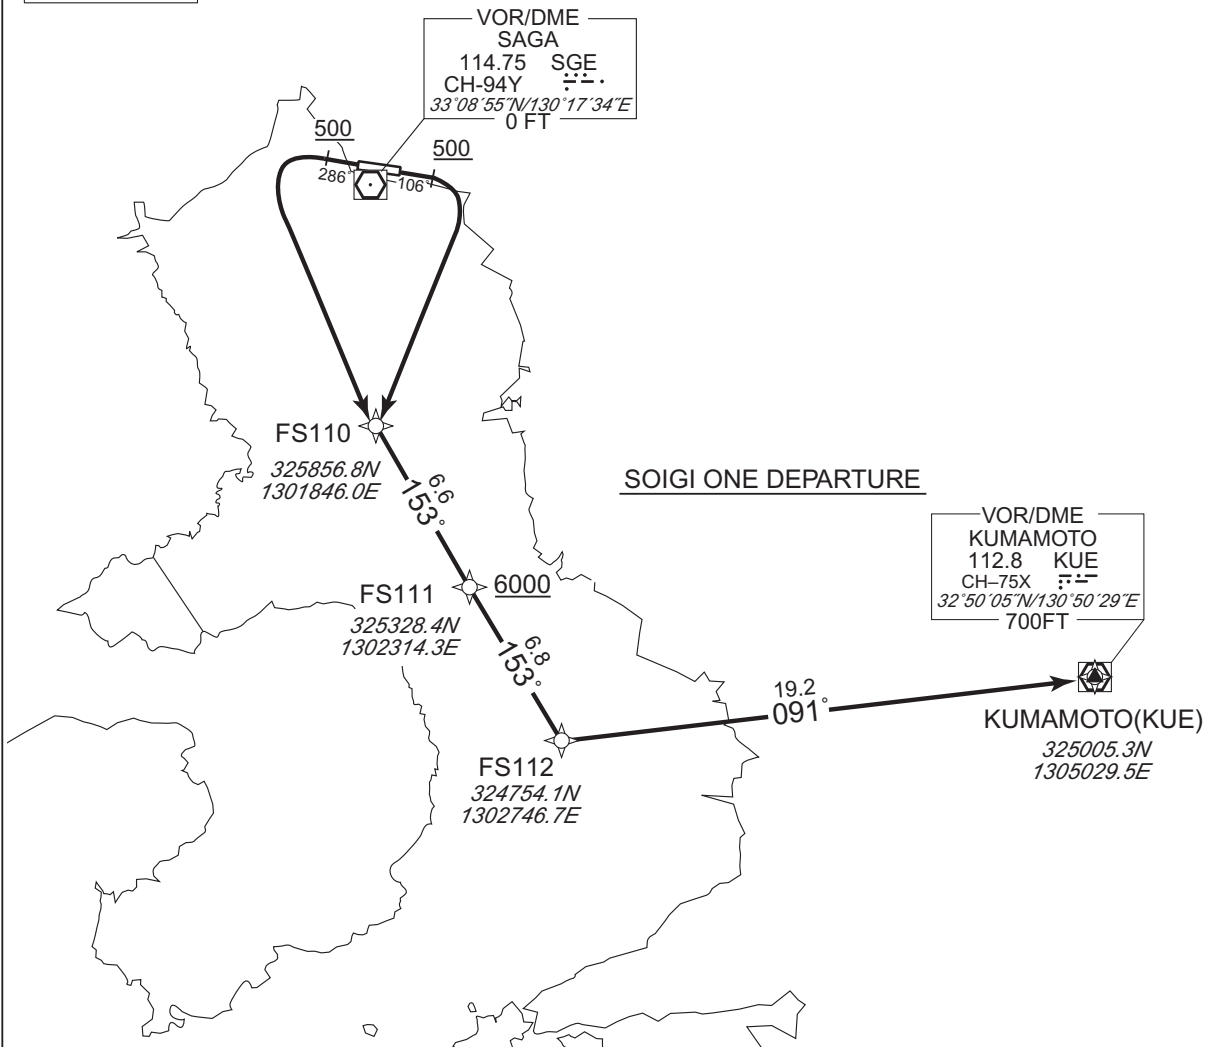 VOR/DME
SAGA
114.75 SGE
CH-94Y
33°08´55˝N/130°17´34˝E
0 FT
500
500
286°
106°
FS110
325856.8N
1301846.0E
6.6
153°
SOIGI ONE DEPARTURE
VOR/DME
KUMAMOTO
112.8 KUE
CH–75X
32°50´05˝N/130°50´29˝E
700FT
FS111
6000
325328.4N
1302314.3E
6.8
153°
19.2
091°
KUMAMOTO(KUE)
325005.3N
1305029.5E
FS112
324754.1N
1302746.7E